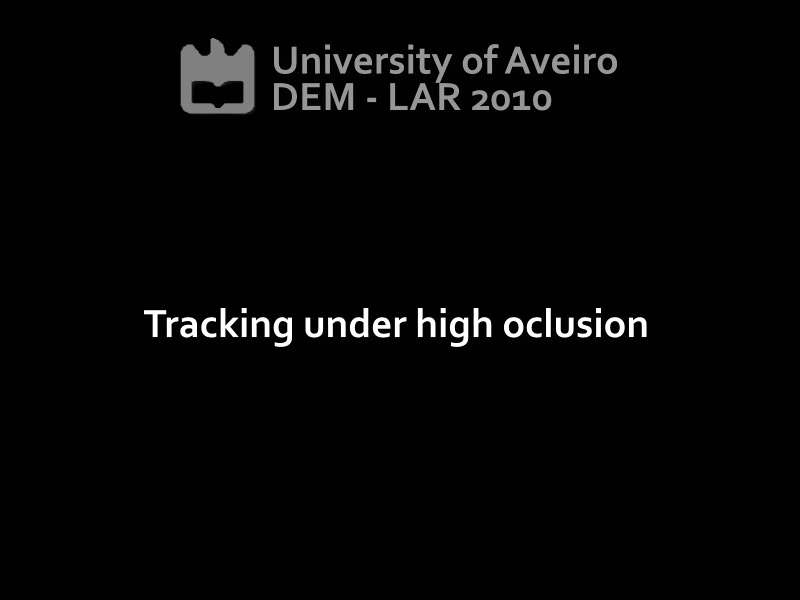 University of Aveiro
DEM - LAR 2010
Tracking under high oclusion